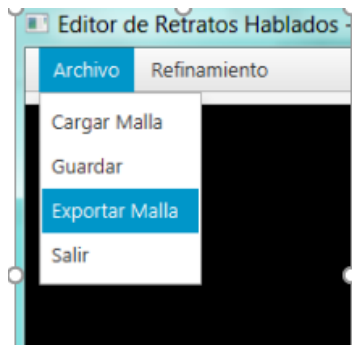 Editor de Retratos Hablados -
Archivo Refinamiento
Cargar Malla
Guardar
Exportar Malla
Salir